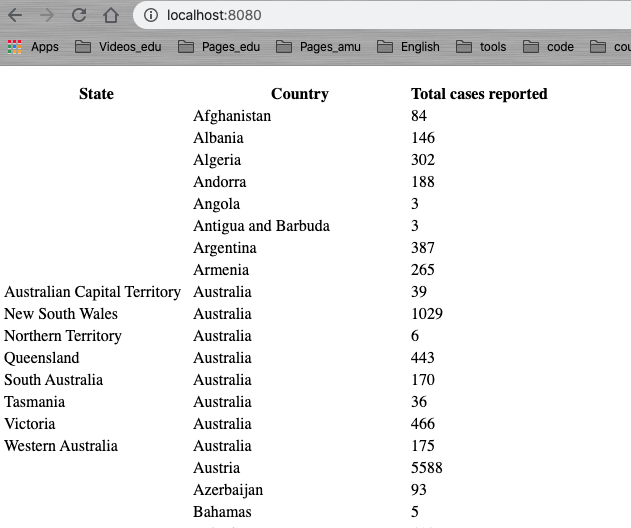 localhost:8080
Apps Videos_edu Pages_edu Pages_amu English tools code cou
State Country Total cases reported
Afghanistan 84
Albania 146
Algeria 302
Andorra 188
Angola 3
Antigua and Barbuda 3
Argentina 387
Armenia 265
Australian Capital Territory Australia 39
New South Wales Australia 1029
Northern Territory Australia 6
Queensland Australia 443
South Australia Australia 170
Tasmania Australia 36
Victoria Australia 466
Western Australia Australia 175
Austria 5588
Azerbaijan 93
Bahamas 5